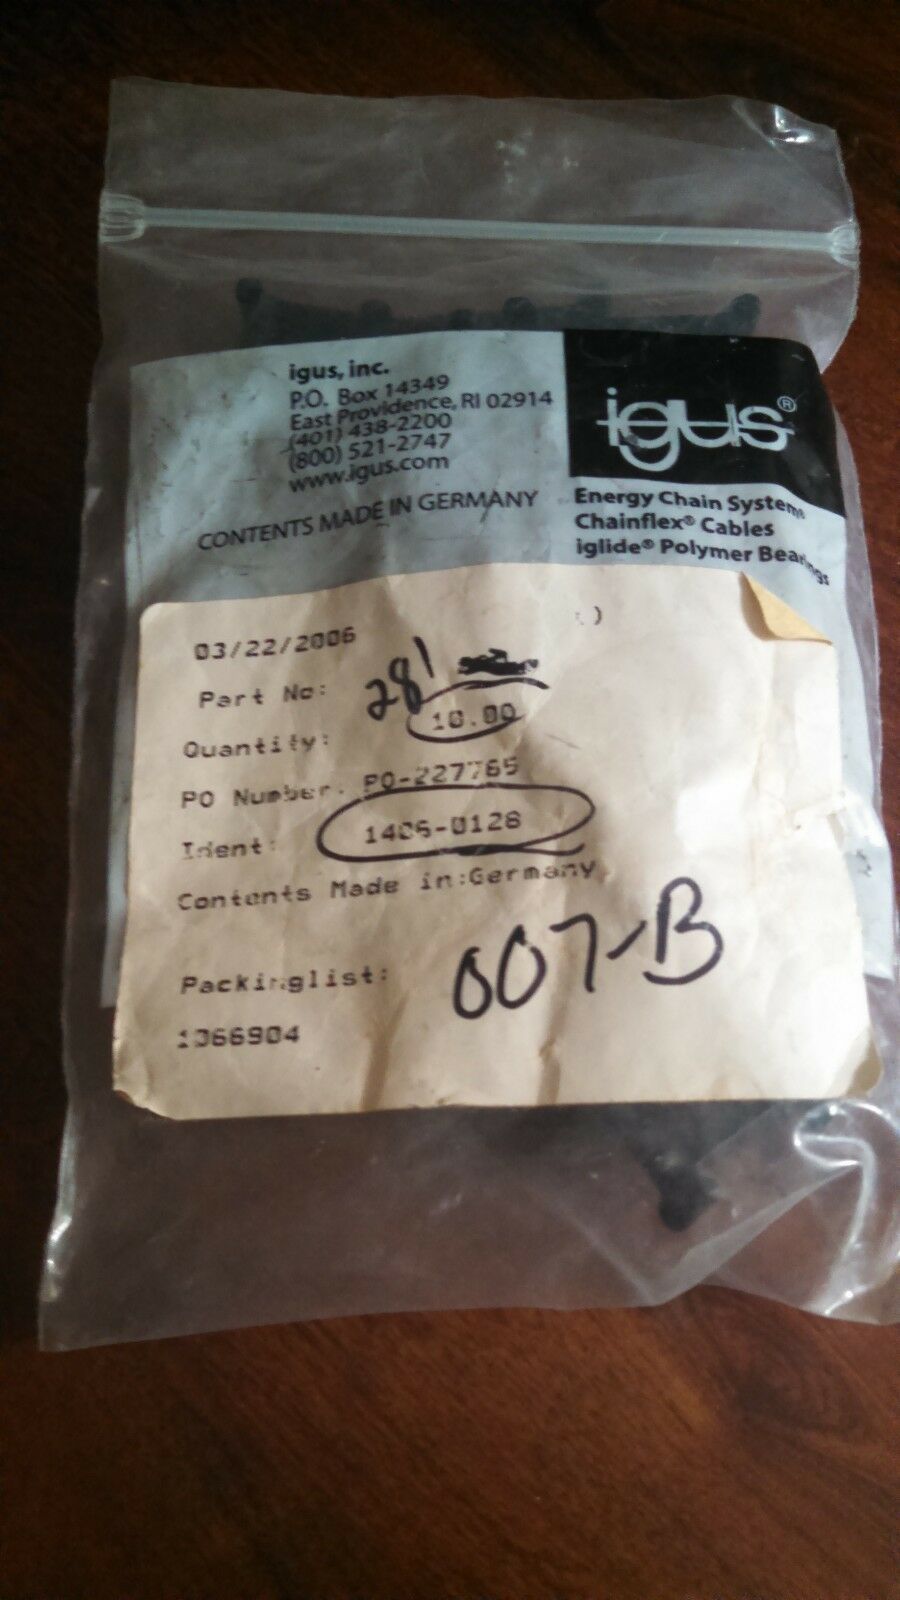 igus, inc.
P.O. Box 14349
East Providence, RI 02914
(401) 438-2200
(800) 521-2747
www.igus.com
CONTENTS MADE IN GERMANY
igus®
Energy Chain Systems
Chainflex® Cables
iglide® Polymer Bearings
03/22/2006
Part No: 281
Quantity: 10.00
PO Number: PO-227765
Ident: 1406-0128
Contents Made in:Germany
007-B
Packinglist:
1066904